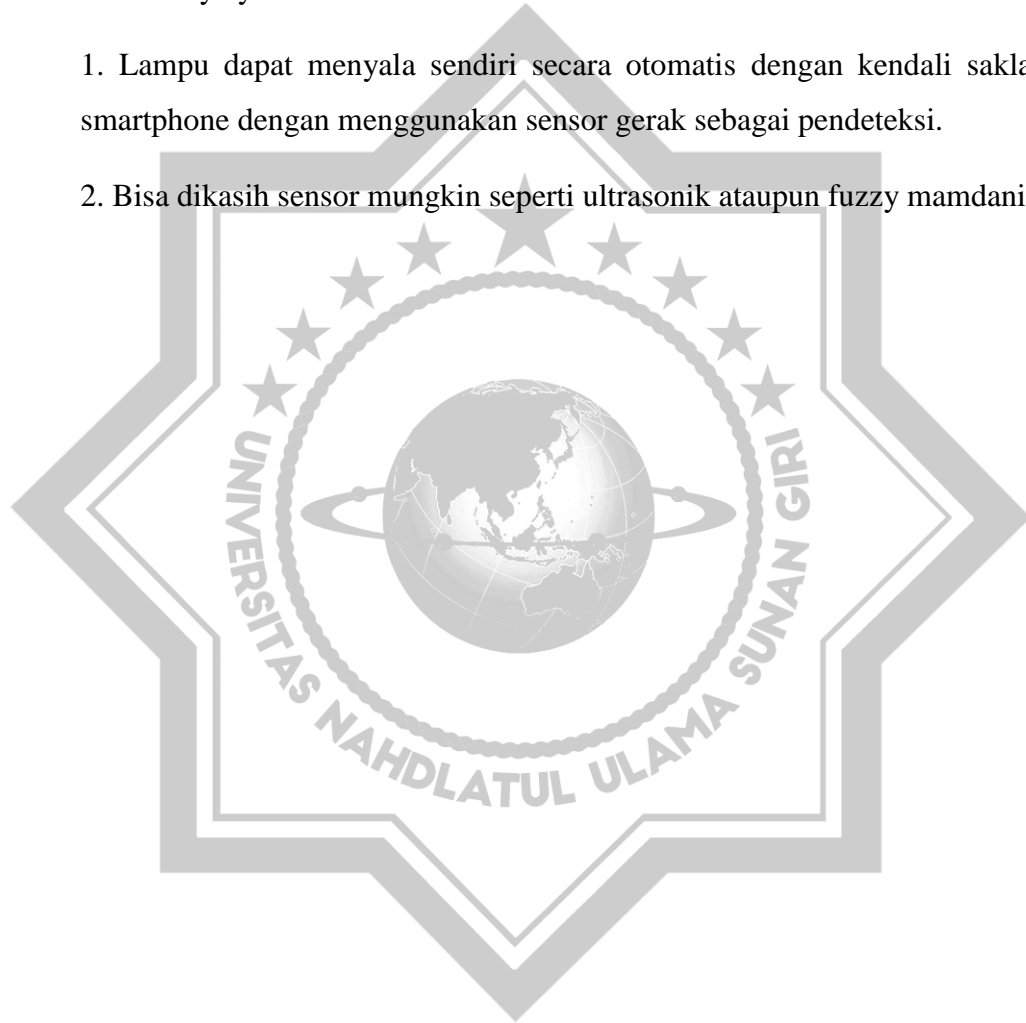 1. Lampu dapat menyala sendiri secara otomatis dengan kendali
smartphone dengan menggunakan sensor gerak sebagai pendeteksi.
2. Bisa dikasih sensor mungkin seperti ultrasonik ataupun fuzzy mamdani
UNIVERSITAS NAHDLATUL ULAMA SUNAN GIRI